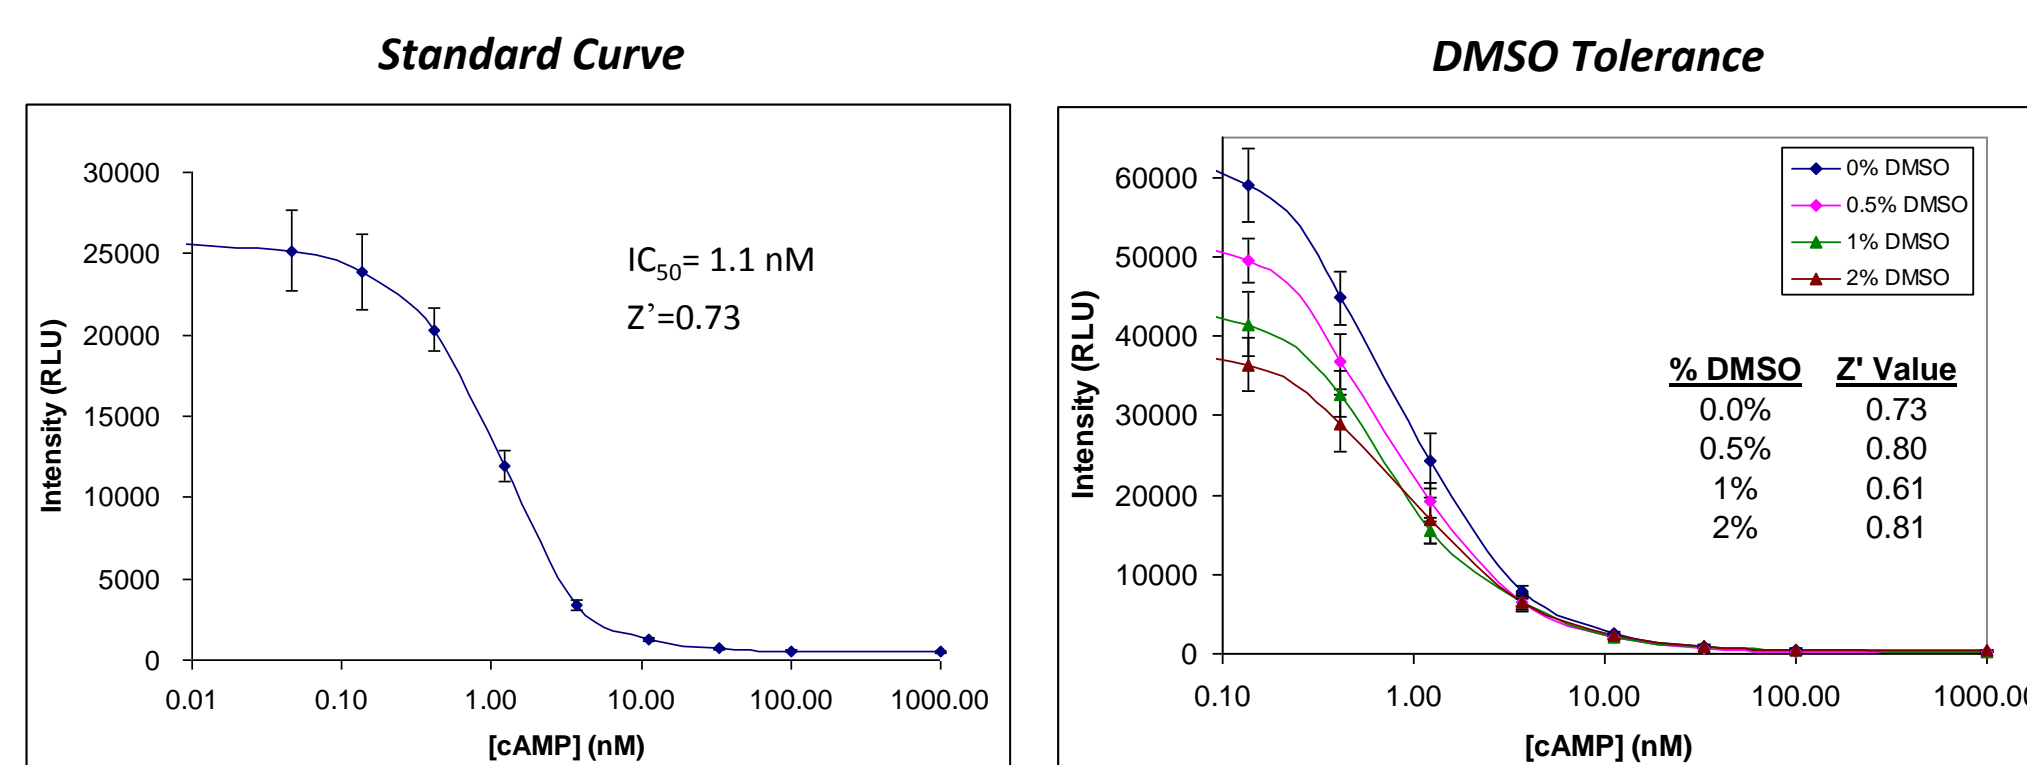 Standard Curve
30000
25000
20000
15000
10000
5000
0
Intensity (RLU)
IC50= 1.1 nM
Z’=0.73
0.01 0.10 1.00 10.00 100.00 1000.00
[cAMP] (nM)
DMSO Tolerance
60000
50000
40000
30000
20000
10000
0
Intensity (RLU)
0% DMSO
0.5% DMSO
1% DMSO
2% DMSO
% DMSO Z' Value
0.0% 0.73
0.5% 0.80
1% 0.61
2% 0.81
0.10 1.00 10.00 100.00 1000.00
[cAMP] (nM)